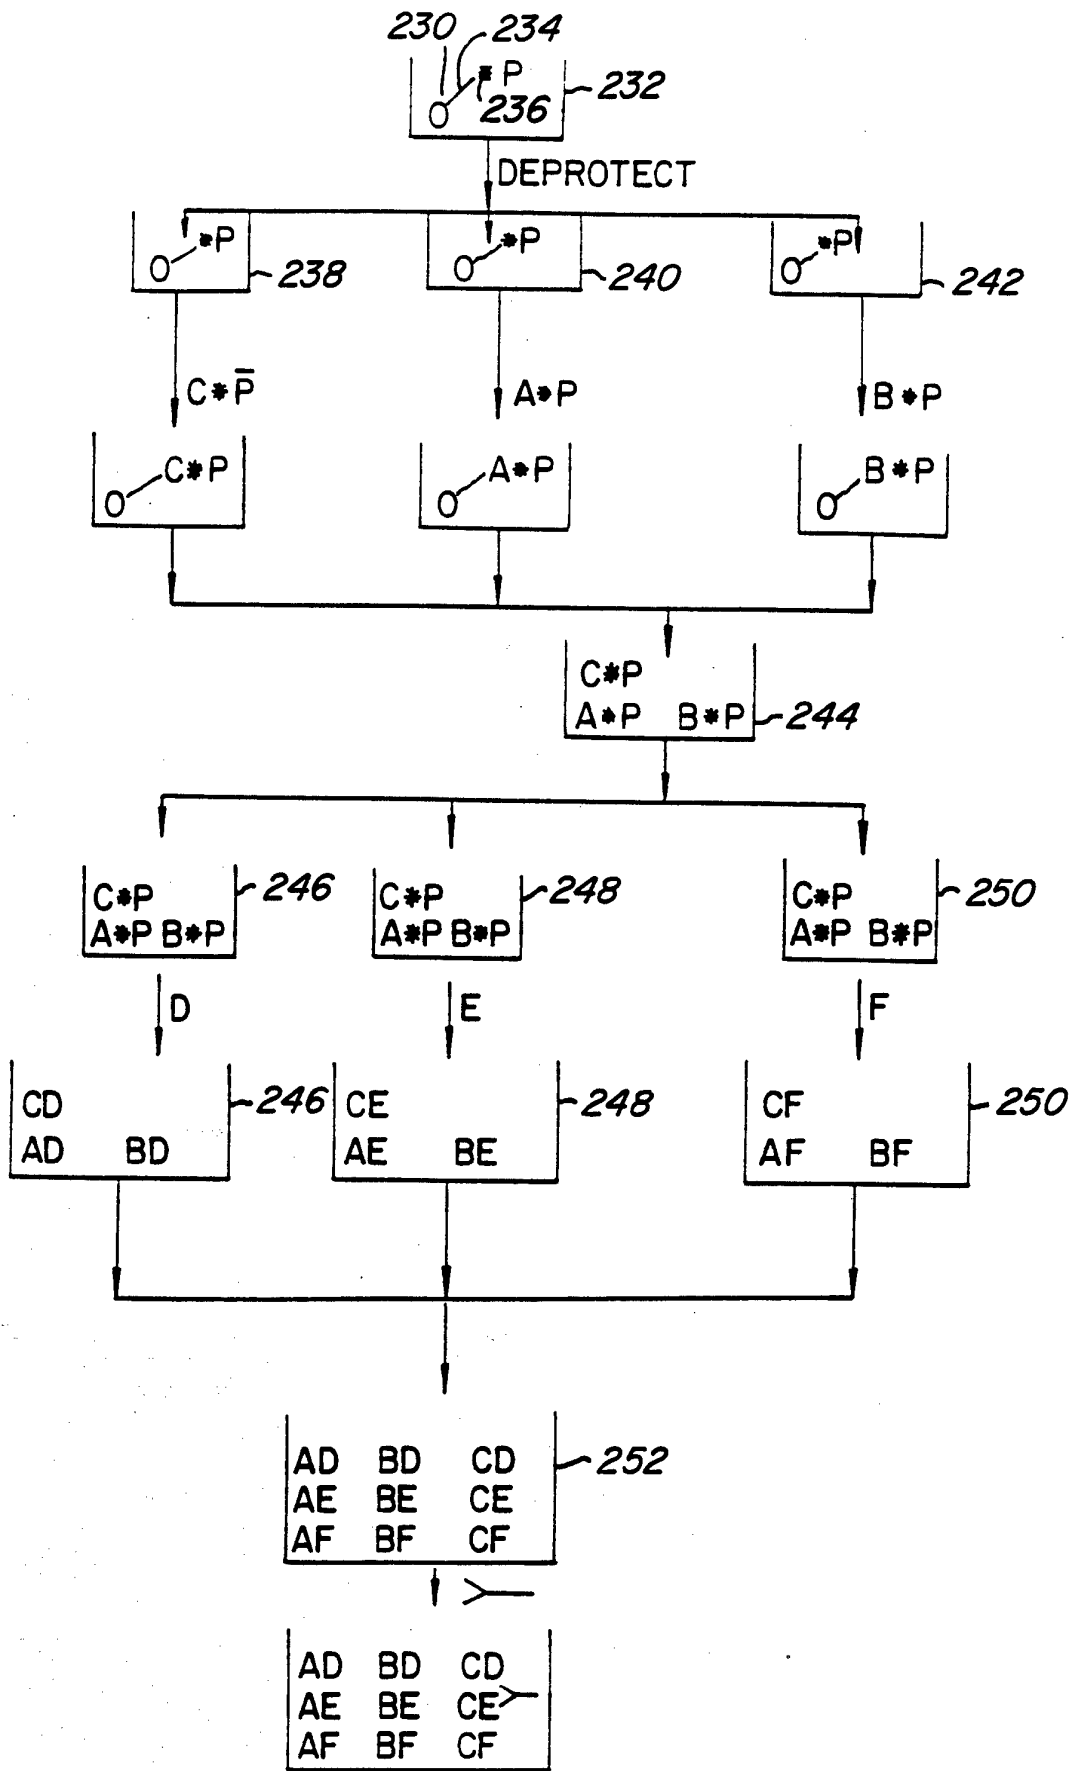 230 234
*P 232
O 236
DEPROTECT
O *P 238 O *P 240 O *P 242
C*P̅ A*P B*P
O C*P O A*P O B*P
C*P
A*P B*P 244
C*P 246 C*P 248 C*P 250
A*P B*P A*P B*P A*P B*P
D E F
CD 246 CE 248 CF 250
AD BD AE BE AF BF
AD BD CD 252
AE BE CE
AF BF CF
AD BD CD
AE BE CE
AF BF CF